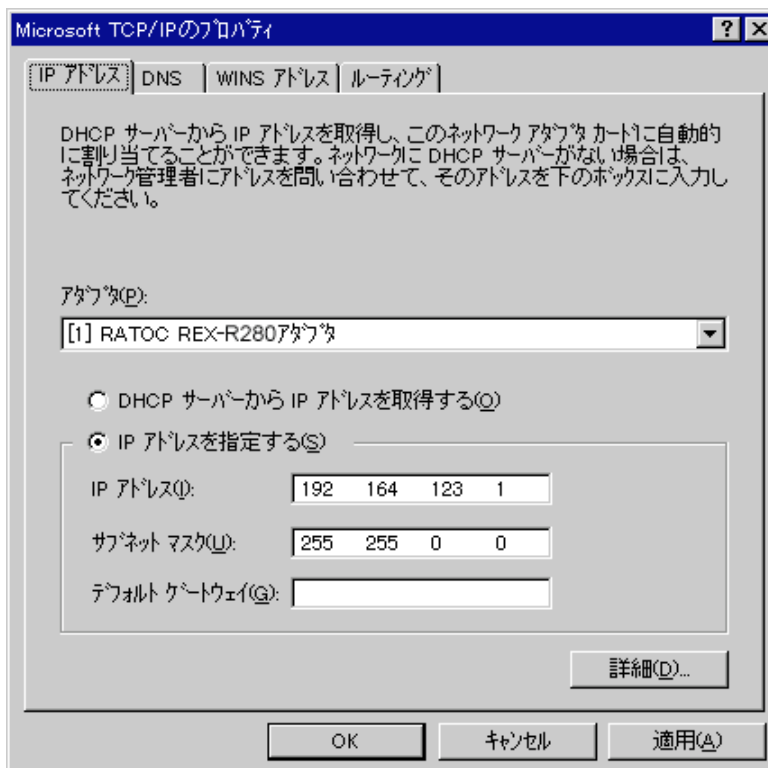 Microsoft TCP/IPのﾌﾟﾛﾊﾟﾃｨ
IP ｱﾄﾞﾚｽ DNS WINS ｱﾄﾞﾚｽ ﾙｰﾃｨﾝｸﾞ
DHCP ｻｰﾊﾞｰから IP ｱﾄﾞﾚｽを取得し、このﾈｯﾄﾜｰｸ ｱﾀﾞﾌﾟﾀ ｶｰﾄﾞに自動的
に割り当てることができます。ﾈｯﾄﾜｰｸに DHCP ｻｰﾊﾞｰがない場合は、
ﾈｯﾄﾜｰｸ管理者にｱﾄﾞﾚｽを問い合わせて、そのｱﾄﾞﾚｽを下のﾎﾞｯｸｽに入力し
てください。
ｱﾀﾞﾌﾟﾀ(P):
[1] RATOC REX-R280ｱﾀﾞﾌﾟﾀ
DHCP ｻｰﾊﾞｰから IP ｱﾄﾞﾚｽを取得する(O)
IP ｱﾄﾞﾚｽを指定する(S)
IP ｱﾄﾞﾚｽ(I): 192 164 123 1
ｻﾌﾞﾈｯﾄ ﾏｽｸ(U): 255 255 0 0
ﾃﾞﾌｫﾙﾄ ｹﾞｰﾄｳｪｲ(G):
詳細(D)...
OK ｷｬﾝｾﾙ 適用(A)